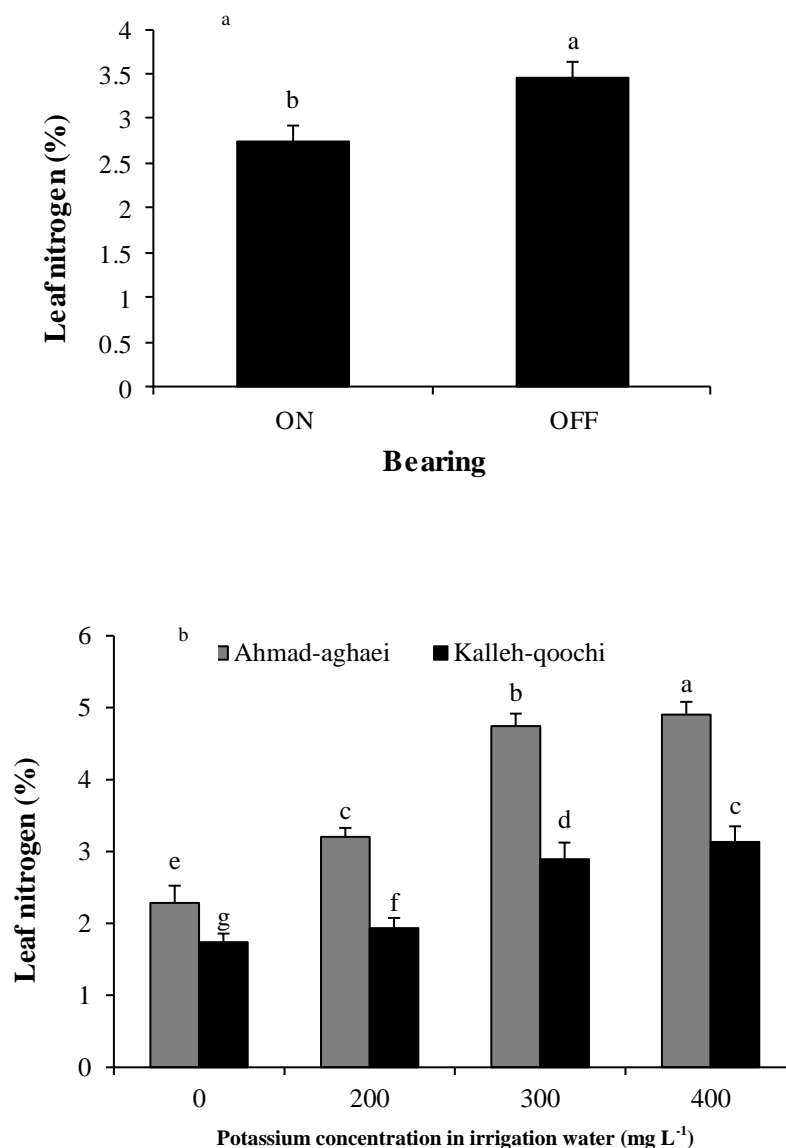 a
4
3.5
3
2.5
2
1.5
1
0.5
0
Leaf nitrogen (%)
b
a
ON OFF
Bearing
b
Ahmad-aghaei Kalleh-qoochi
6
5
4
3
2
1
0
Leaf nitrogen (%)
e g c f b d a c
0 200 300 400
Potassium concentration in irrigation water (mg L⁻¹)